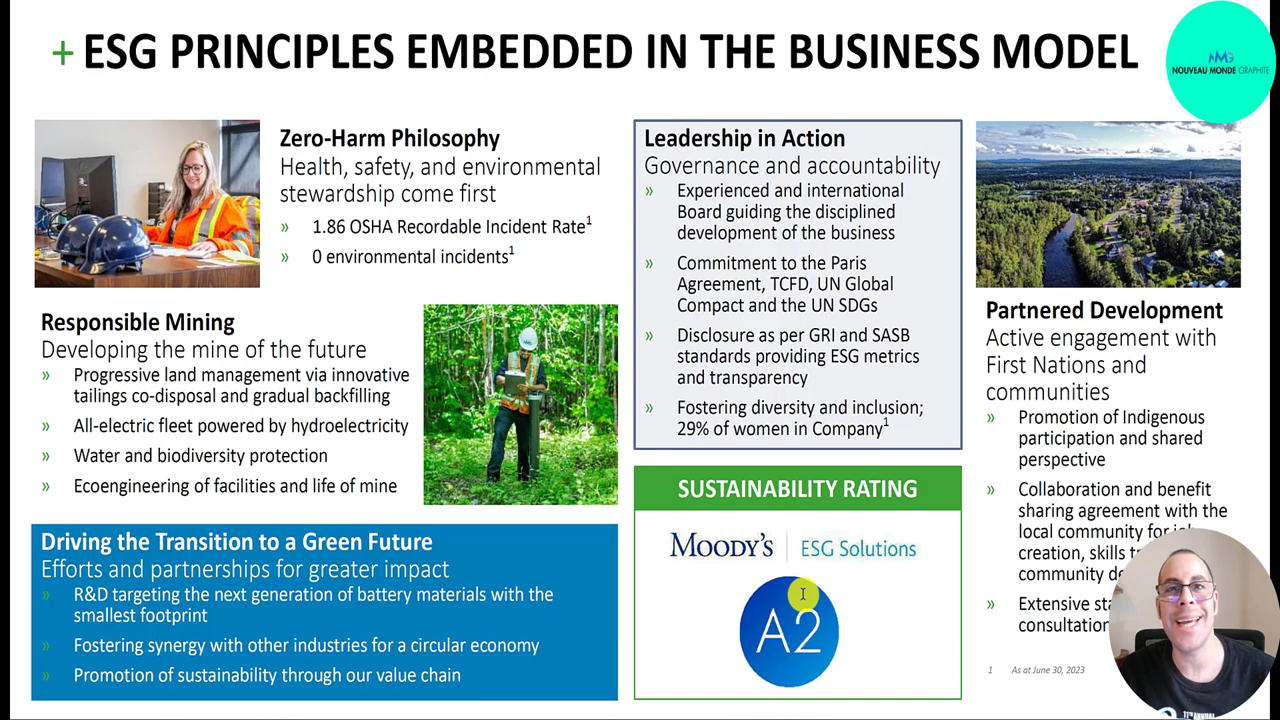 + ESG PRINCIPLES EMBEDDED IN THE BUSINESS MODEL
NMG
NOUVEAU MONDE GRAPHITE
Zero-Harm Philosophy
Health, safety, and environmental
stewardship come first
» 1.86 OSHA Recordable Incident Rate1
» 0 environmental incidents1
Responsible Mining
Developing the mine of the future
» Progressive land management via innovative
tailings co-disposal and gradual backfilling
» All-electric fleet powered by hydroelectricity
» Water and biodiversity protection
» Ecoengineering of facilities and life of mine
Driving the Transition to a Green Future
Efforts and partnerships for greater impact
» R&D targeting the next generation of battery materials with the
smallest footprint
» Fostering synergy with other industries for a circular economy
» Promotion of sustainability through our value chain
Leadership in Action
Governance and accountability
» Experienced and international
Board guiding the disciplined
development of the business
» Commitment to the Paris
Agreement, TCFD, UN Global
Compact and the UN SDGs
» Disclosure as per GRI and SASB
standards providing ESG metrics
and transparency
» Fostering diversity and inclusion;
29% of women in Company1
SUSTAINABILITY RATING
MOODY'S | ESG Solutions
A2
Partnered Development
Active engagement with
First Nations and
communities
» Promotion of Indigenous
participation and shared
perspective
» Collaboration and benefit
sharing agreement with the
local community for
creation, skills
community
» Extensive
consultation
1 As at June 30, 2023